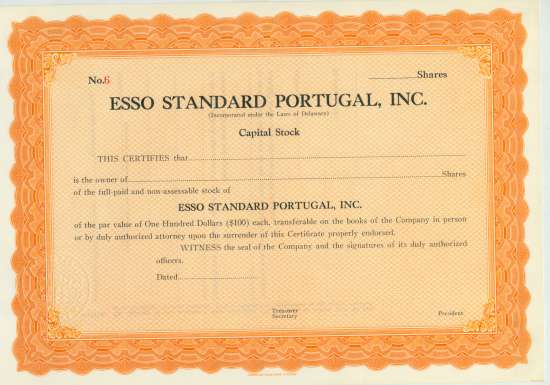 No.6 Shares
ESSO STANDARD PORTUGAL, INC.
(Incorporated under the Laws of Delaware)
Capital Stock
THIS CERTIFIES that
is the owner of Shares
of the full-paid and non-assessable stock of
ESSO STANDARD PORTUGAL, INC.
of the par value of One Hundred Dollars ($100) each, transferable on the books of the Company in person
or by duly authorized attorney upon the surrender of this Certificate properly endorsed.
WITNESS the seal of the Company and the signatures of its duly authorized
officers.
Dated
Treasurer
Secretary
President